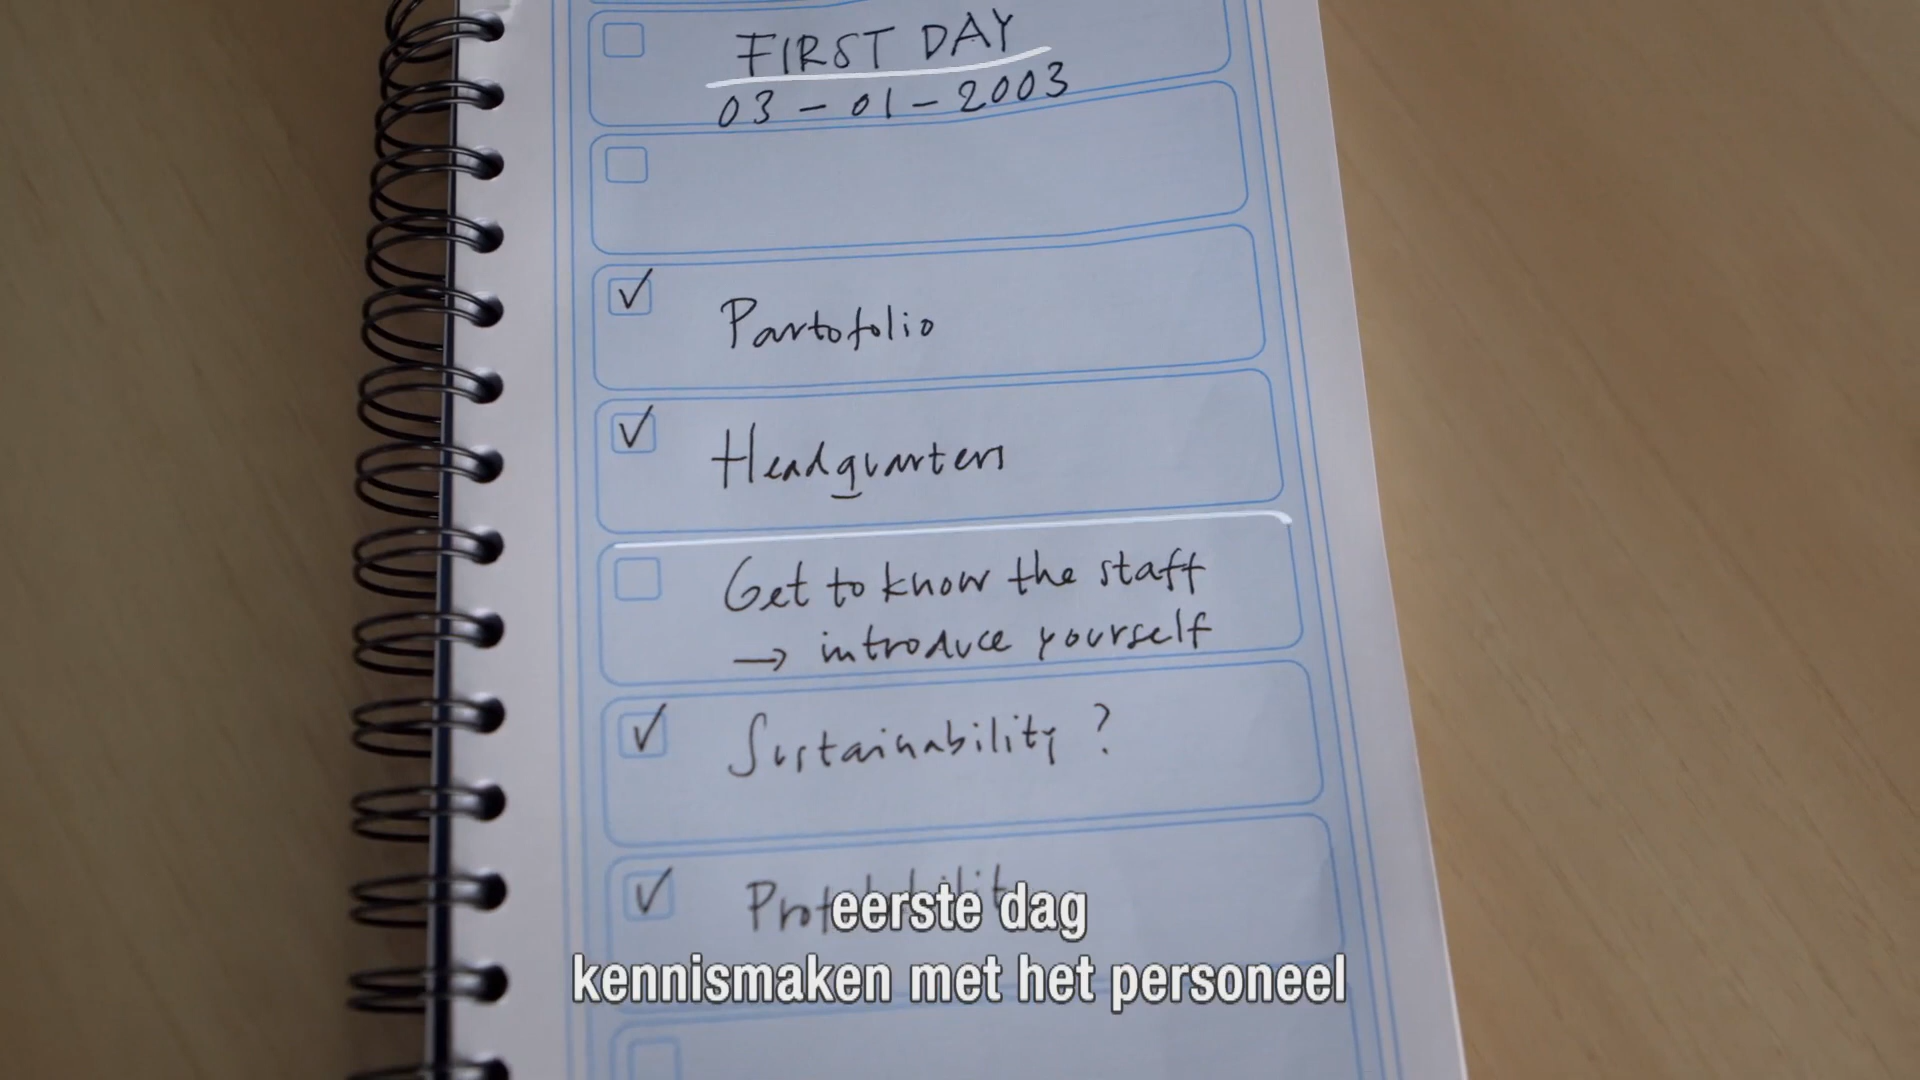 FIRST DAY
03-01-2003
Partofolio
Headquarters
Get to know the staff
→ introduce yourself
Sustainability ?
eerste dag
kennismaken met het personeel